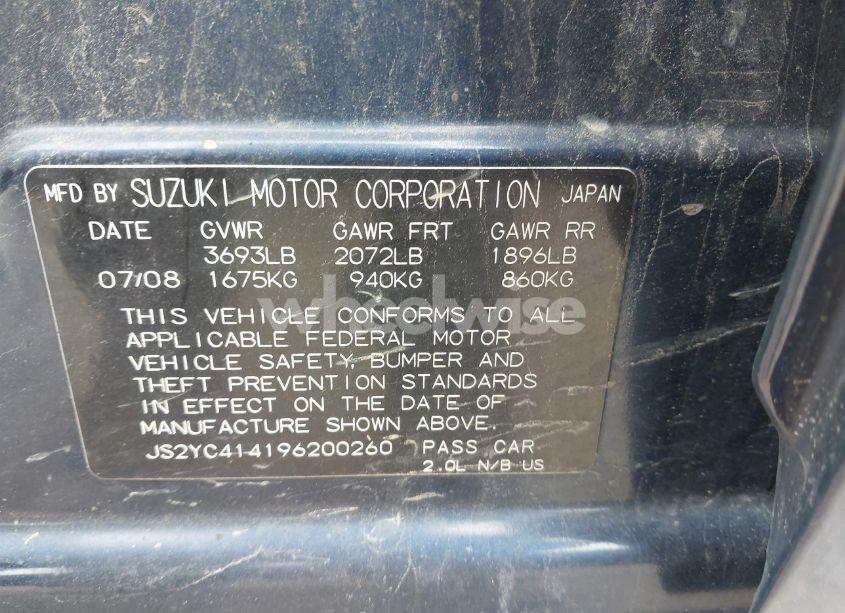 MFD BY SUZUKI MOTOR CORPORATION JAPAN
DATE GVWR GAWR FRT GAWR RR
3693LB 2072LB 1896LB
07/08 1675KG 940KG 860KG
wheelwise
THIS VEHICLE CONFORMS TO ALL
APPLICABLE FEDERAL MOTOR
VEHICLE SAFETY, BUMPER AND
THEFT PREVENTION STANDARDS
IN EFFECT ON THE DATE OF
MANUFACTURE SHOWN ABOVE.
JS2YC414196200260 PASS CAR
2.0L N/B US